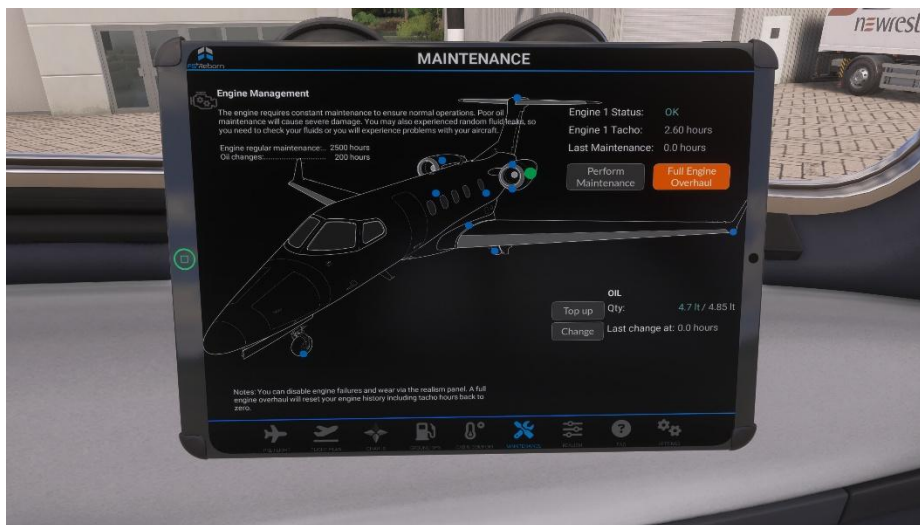 newrest
FSReborn
MAINTENANCE
Engine Management
The engine requires constant maintenance to ensure normal operations. Poor oil
maintenance will cause severe damage. You may also experienced random fluid leaks, so
you need to check your fluids or you will experience problems with your aircraft.
Engine regular maintenance:.. 2500 hours
Oil changes:........................ 200 hours
Engine 1 Status: OK
Engine 1 Tacho: 2.60 hours
Last Maintenance: 0.0 hours
Perform
Maintenance
Full Engine
Overhaul
OIL
Top up
Qty: 4.7 lt / 4.85 lt
Change
Last change at: 0.0 hours
Notes: You can disable engine failures and wear via the realism panel. A full
engine overhaul will reset your engine history including tacho hours back to
zero.
MAINTENANCE